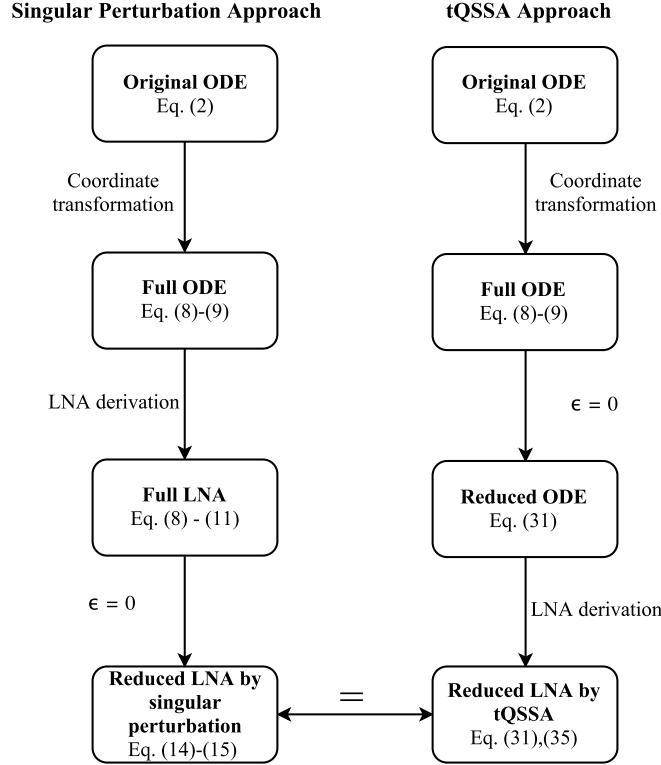 Singular Perturbation Approach
Original ODE
Eq. (2)
Coordinate
transformation
Full ODE
Eq. (8)-(9)
LNA derivation
Full LNA
Eq. (8) - (11)
ϵ = 0
Reduced LNA by
singular
perturbation
Eq. (14)-(15)
=
tQSSA Approach
Original ODE
Eq. (2)
Coordinate
transformation
Full ODE
Eq. (8)-(9)
ϵ = 0
Reduced ODE
Eq. (31)
LNA derivation
Reduced LNA by
tQSSA
Eq. (31),(35)